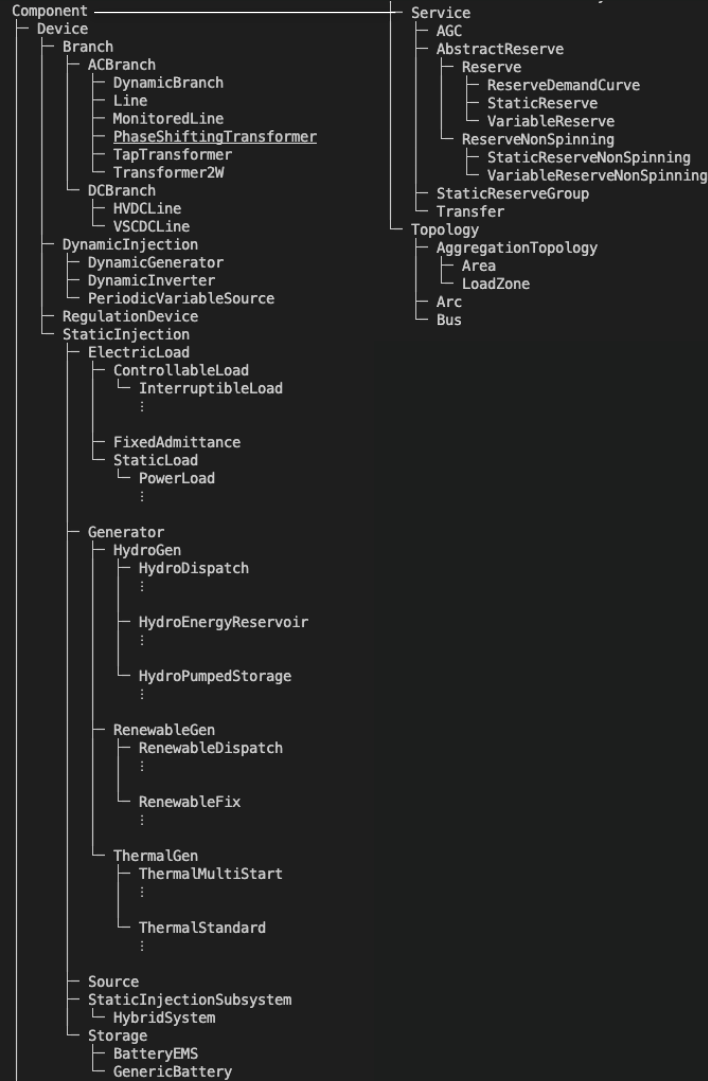 Component
Device
Branch
ACBranch
DynamicBranch
Line
MonitoredLine
PhaseShiftingTransformer
TapTransformer
Transformer2W
DCBranch
HVDCLine
VSCDCLine
DynamicInjection
DynamicGenerator
DynamicInverter
PeriodicVariableSource
RegulationDevice
StaticInjection
ElectricLoad
ControllableLoad
InterruptibleLoad
⋮
FixedAdmittance
StaticLoad
PowerLoad
⋮
Generator
HydroGen
HydroDispatch
⋮
HydroEnergyReservoir
⋮
HydroPumpedStorage
⋮
RenewableGen
RenewableDispatch
⋮
RenewableFix
⋮
ThermalGen
ThermalMultiStart
⋮
ThermalStandard
⋮
Source
StaticInjectionSubsystem
HybridSystem
Storage
BatteryEMS
GenericBattery
Service
AGC
AbstractReserve
Reserve
ReserveDemandCurve
StaticReserve
VariableReserve
ReserveNonSpinning
StaticReserveNonSpinning
VariableReserveNonSpinning
StaticReserveGroup
Transfer
Topology
AggregationTopology
Area
LoadZone
Arc
Bus